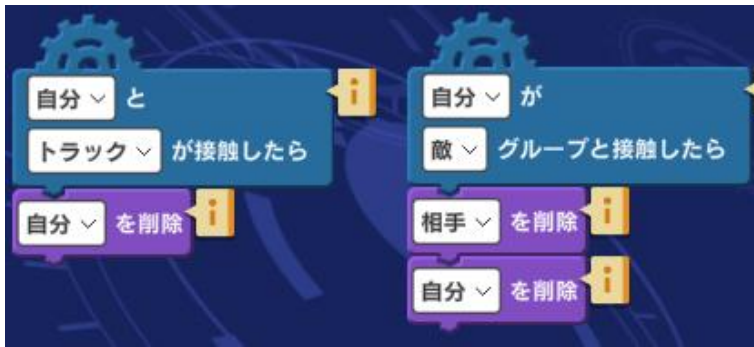 自分 と
トラック が接触したら
自分 を削除
i
i
自分 が
敵 グループと接触したら
相手 を削除
自分 を削除
i
i